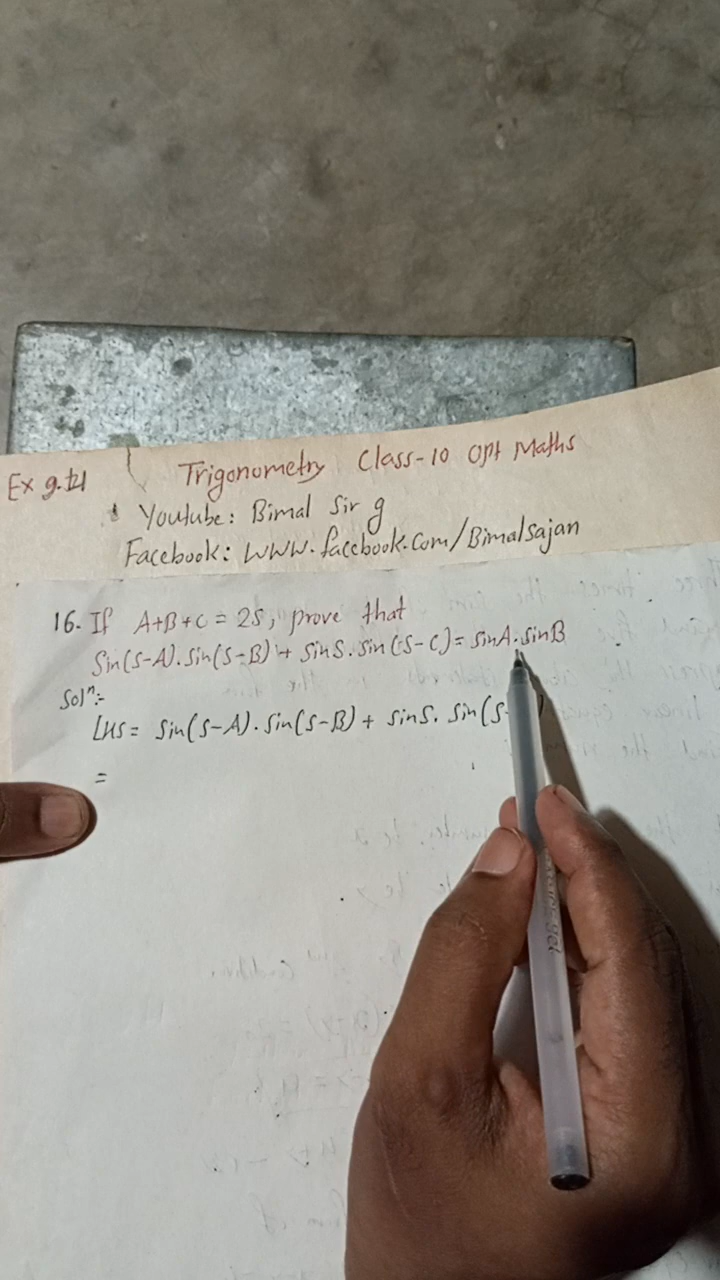 Ex 9.
Trigonometry Class-10 Opt Maths
Youtube: Bimal Sir g
Facebook: WWW.facebook.Com/Bimalsajan
16. If A+B+C = 2S, prove that
Sin(S-A).Sin(S-B) + SinS.Sin(S-C) = SinA.SinB
Solⁿ:-
LHS = Sin(S-A).Sin(S-B) + SinS. Sin(S-
=